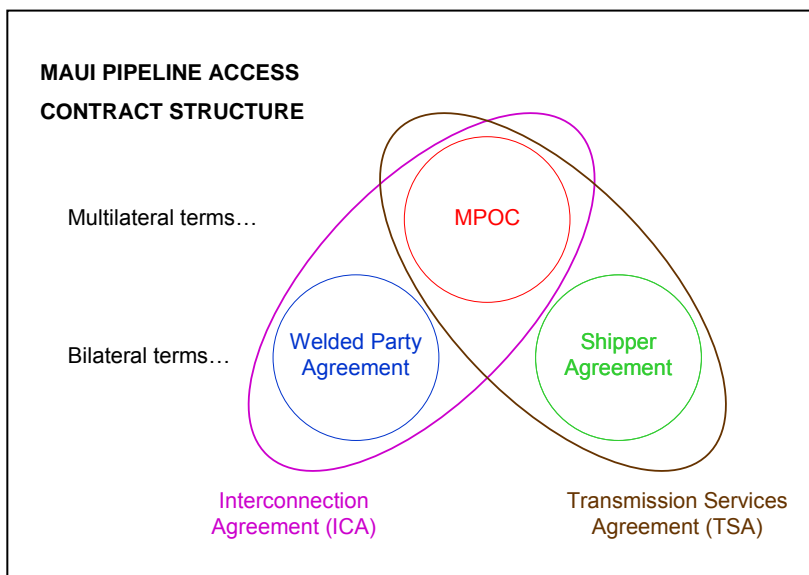 MAUI PIPELINE ACCESS
CONTRACT STRUCTURE
Multilateral terms…
MPOC
Bilateral terms…
Welded Party
Agreement
Shipper
Agreement
Interconnection
Agreement (ICA)
Transmission Services
Agreement (TSA)